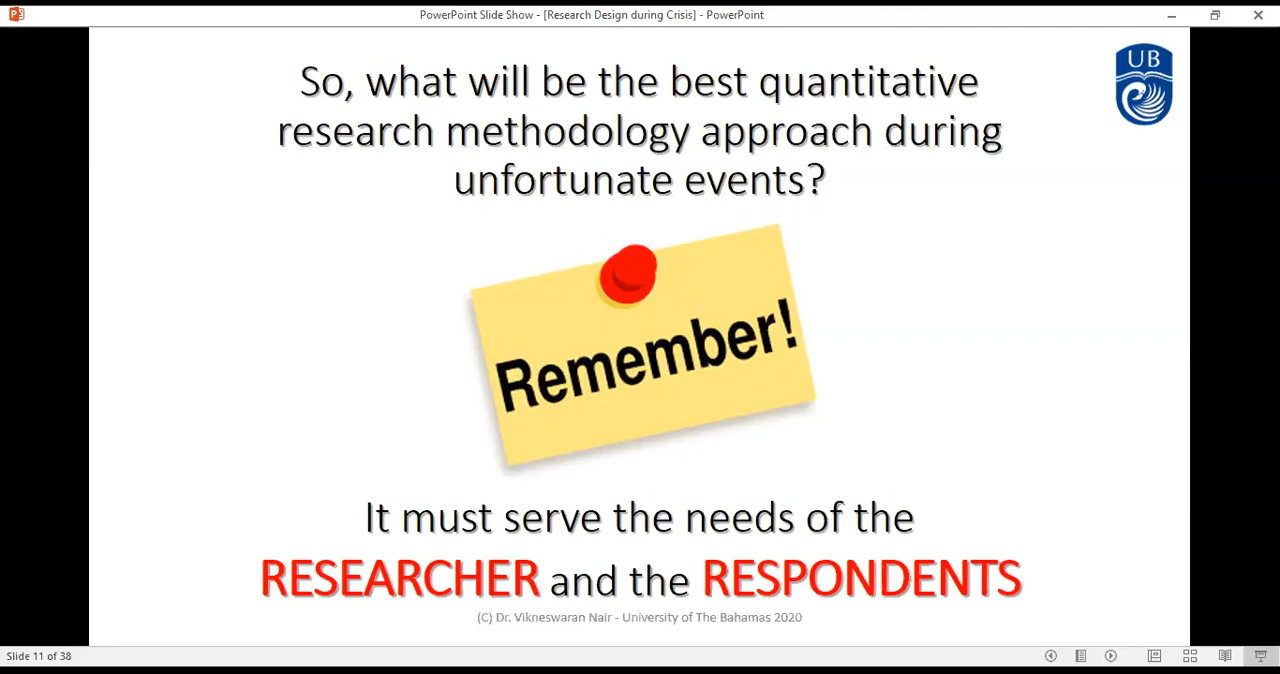 PowerPoint Slide Show - [Research Design during Crisis] - PowerPoint
So, what will be the best quantitative
research methodology approach during
unfortunate events?
UB
Remember!
It must serve the needs of the
RESEARCHER and the RESPONDENTS
(C) Dr. Vikneswaran Nair - University of The Bahamas 2020
Slide 11 of 38